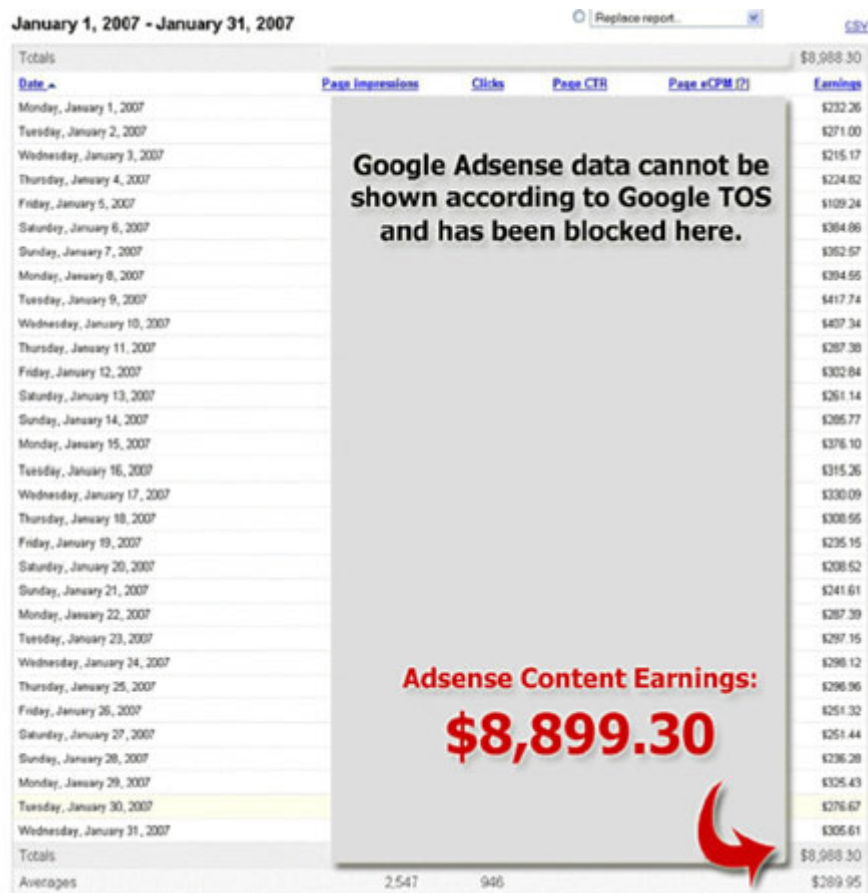 January 1, 2007 - January 31, 2007 Replace report.. CSV
Totals $8,988.30
Date Page impressions Clicks Page CTR Page eCPM [?] Earnings
Monday, January 1, 2007 $232.26
Tuesday, January 2, 2007 $271.00
Wednesday, January 3, 2007 $215.17
Thursday, January 4, 2007 $224.82
Friday, January 5, 2007 $109.24
Saturday, January 6, 2007 $384.86
Sunday, January 7, 2007 $352.57
Monday, January 8, 2007 $394.55
Tuesday, January 9, 2007 $417.74
Wednesday, January 10, 2007 $407.34
Thursday, January 11, 2007 $287.38
Friday, January 12, 2007 $302.84
Saturday, January 13, 2007 $261.14
Sunday, January 14, 2007 $285.77
Monday, January 15, 2007 $376.10
Tuesday, January 16, 2007 $315.26
Wednesday, January 17, 2007 $330.09
Thursday, January 18, 2007 $308.55
Friday, January 19, 2007 $235.15
Saturday, January 20, 2007 $208.52
Sunday, January 21, 2007 $241.61
Monday, January 22, 2007 $287.39
Tuesday, January 23, 2007 $297.15
Wednesday, January 24, 2007 $298.12
Thursday, January 25, 2007 $296.96
Friday, January 26, 2007 $251.32
Saturday, January 27, 2007 $251.44
Sunday, January 28, 2007 $236.28
Monday, January 29, 2007 $325.43
Tuesday, January 30, 2007 $276.67
Wednesday, January 31, 2007 $305.61
Totals $8,988.30
Averages 2,547 946 $289.95
Google Adsense data cannot be
shown according to Google TOS
and has been blocked here.
Adsense Content Earnings:
$8,899.30